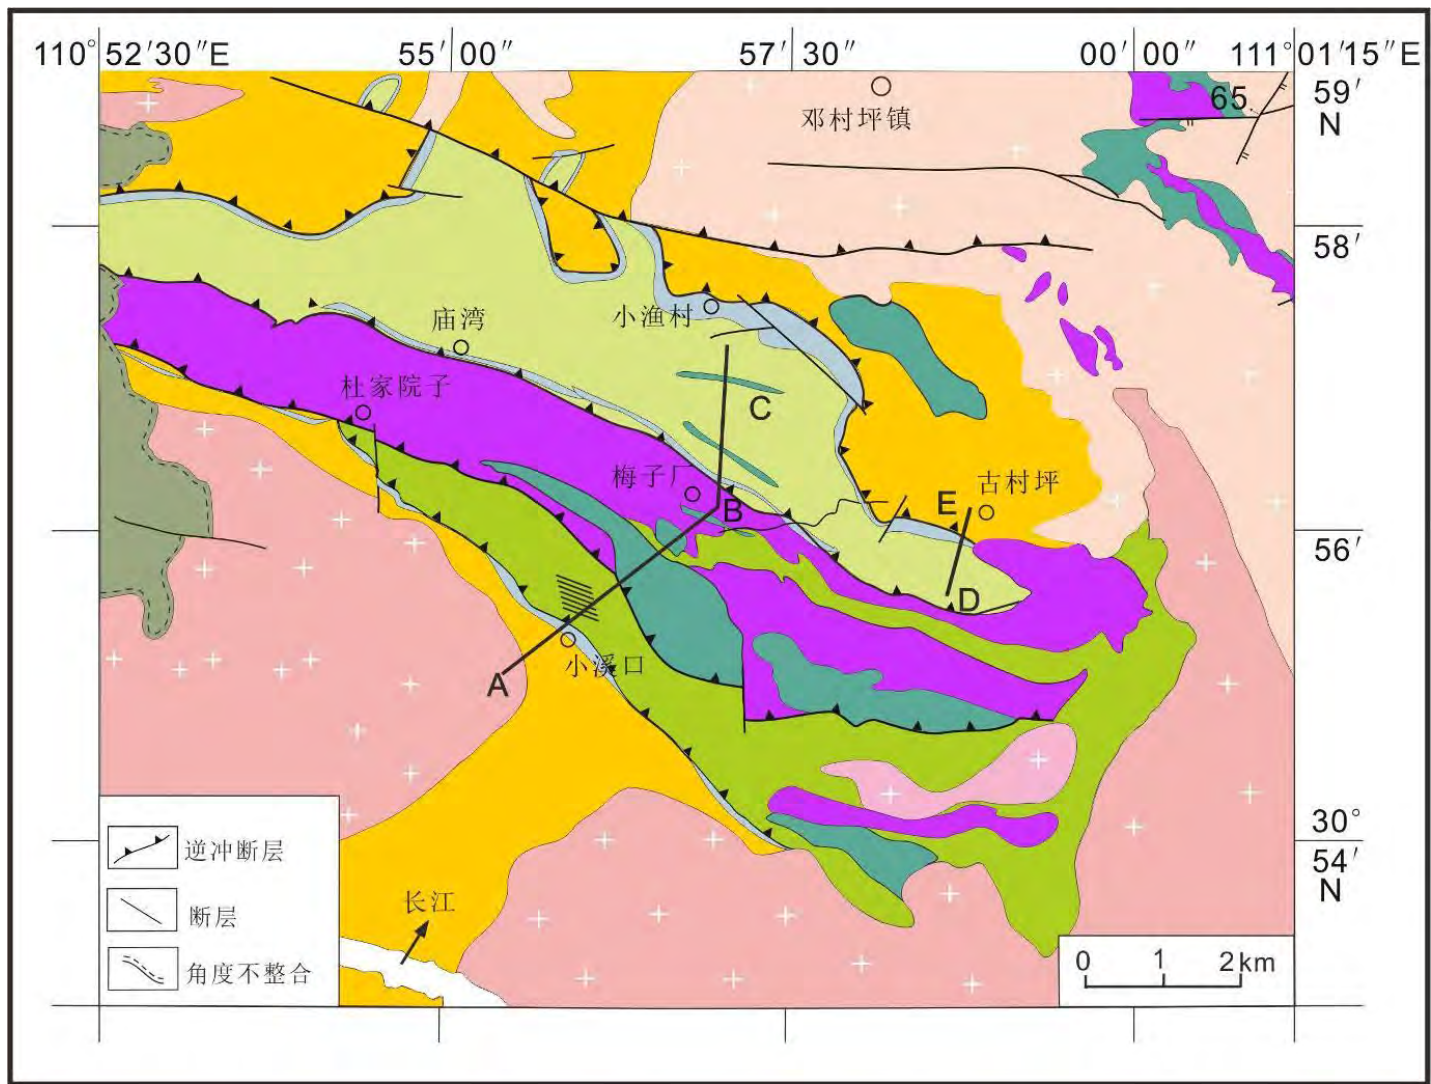 110° 52′30″E
55′00″
57′30″
00′00″
111° 01′15″E
59′
N
65
邓村坪镇
58′
庙湾
小渔村
杜家院子
C
梅子厂
E
古村坪
B
56′
D
小溪口
A
30°
54′
N
逆冲断层
断层
角度不整合
长江
0 1 2km